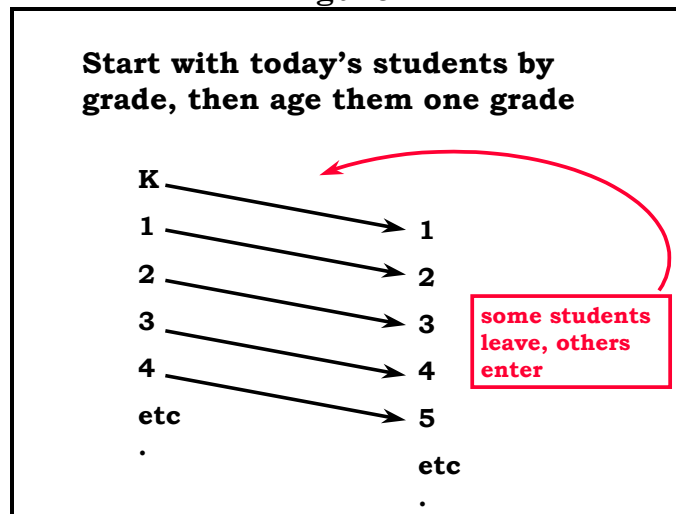 Start with today's students by
grade, then age them one grade
K
1
2
3
4
etc
.
1
2
3
4
5
etc
.
some students
leave, others
enter